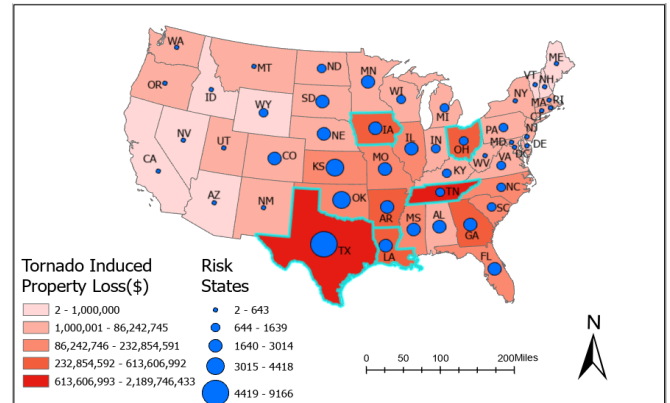 WA
MT
ND
MN
ME
VT
NH
OR
ID
SD
WI
NY
MA
RI
CT
WY
MI
IA
NE
PA
NJ
NV
UT
IL
IN
OH
MD
DE
DC
CO
WV
VA
CA
KS
MO
KY
AZ
NM
OK
TN
NC
AR
SC
MS
AL
GA
TX
LA
FL
Tornado Induced
Property Loss($)
2 - 1,000,000
1,000,001 - 86,242,745
86,242,746 - 232,854,591
232,854,592 - 613,606,992
613,606,993 - 2,189,746,433
Risk
States
2 - 643
644 - 1639
1640 - 3014
3015 - 4418
4419 - 9166
N
0 50 100 200Miles